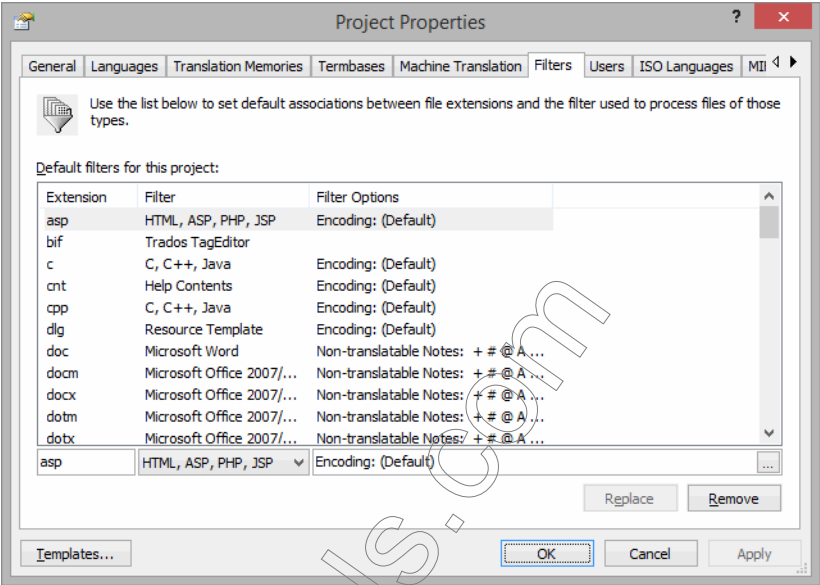 Project Properties
?
General Languages Translation Memories Termbases Machine Translation Filters Users ISO Languages
Use the list below to set default associations between file extensions and the filter used to process files of those
types.
Default filters for this project:
Extension Filter Filter Options
asp HTML, ASP, PHP, JSP Encoding: (Default)
bif Trados TagEditor
c C, C++, Java Encoding: (Default)
cnt Help Contents Encoding: (Default)
cpp C, C++, Java Encoding: (Default)
dlg Resource Template Encoding: (Default)
doc Microsoft Word Non-translatable Notes: + # @ A ...
docm Microsoft Office 2007/... Non-translatable Notes: + # @ A ...
docx Microsoft Office 2007/... Non-translatable Notes: + # @ A ...
dotm Microsoft Office 2007/... Non-translatable Notes: + # @ A ...
dotx Microsoft Office 2007/... Non-translatable Notes: + # @ A ...
asp HTML, ASP, PHP, JSP Encoding: (Default) ...
Replace Remove
Templates... OK Cancel Apply
ls.com